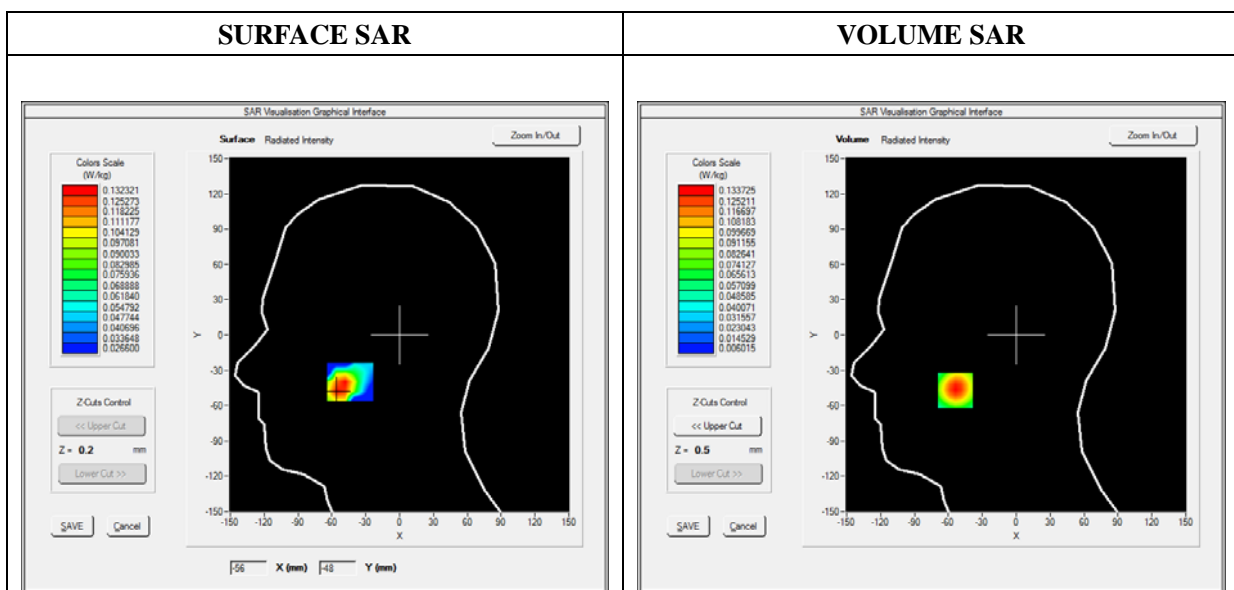 SURFACE SAR
VOLUME SAR
SAR Visualisation Graphical Interface
Surface Radiated Intensity
Zoom In/Out
Colors Scale
(W/kg)
0.132321
0.125273
0.118225
0.111177
0.104129
0.097081
0.090033
0.082985
0.075936
0.068888
0.061840
0.054792
0.047744
0.040696
0.033648
0.026600
Z-Cuts Control
<< Upper Cut
Z = 0.2 mm
Lower Cut >>
SAVE Cancel
150
120
90
60
30
0
-30
-60
-90
-120
-150
Y
-150 -120 -90 -60 -30 0 30 60 90 120 150
X
-56 X (mm) -48 Y (mm)
SAR Visualisation Graphical Interface
Volume Radiated Intensity
Zoom In/Out
Colors Scale
(W/kg)
0.133725
0.125211
0.116697
0.108183
0.099669
0.091155
0.082641
0.074127
0.065613
0.057099
0.048585
0.040071
0.031557
0.023043
0.014529
0.006015
Z-Cuts Control
<< Upper Cut
Z = 0.5 mm
Lower Cut >>
SAVE Cancel
150
120
90
60
30
0
-30
-60
-90
-120
-150
Y
-150 -120 -90 -60 -30 0 30 60 90 120 150
X